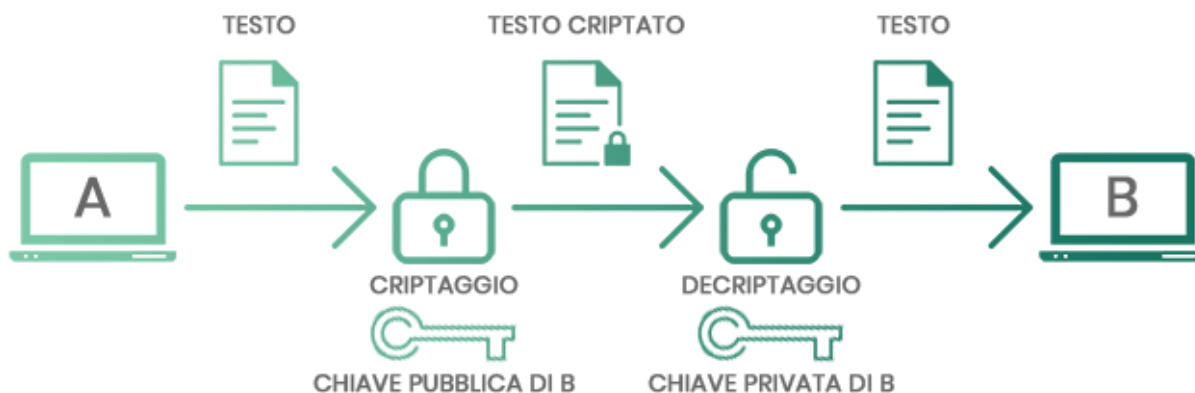 TESTO
TESTO CRIPTATO
TESTO
A
B
CRIPTAGGIO
DECRIPTAGGIO
CHIAVE PUBBLICA DI B
CHIAVE PRIVATA DI B